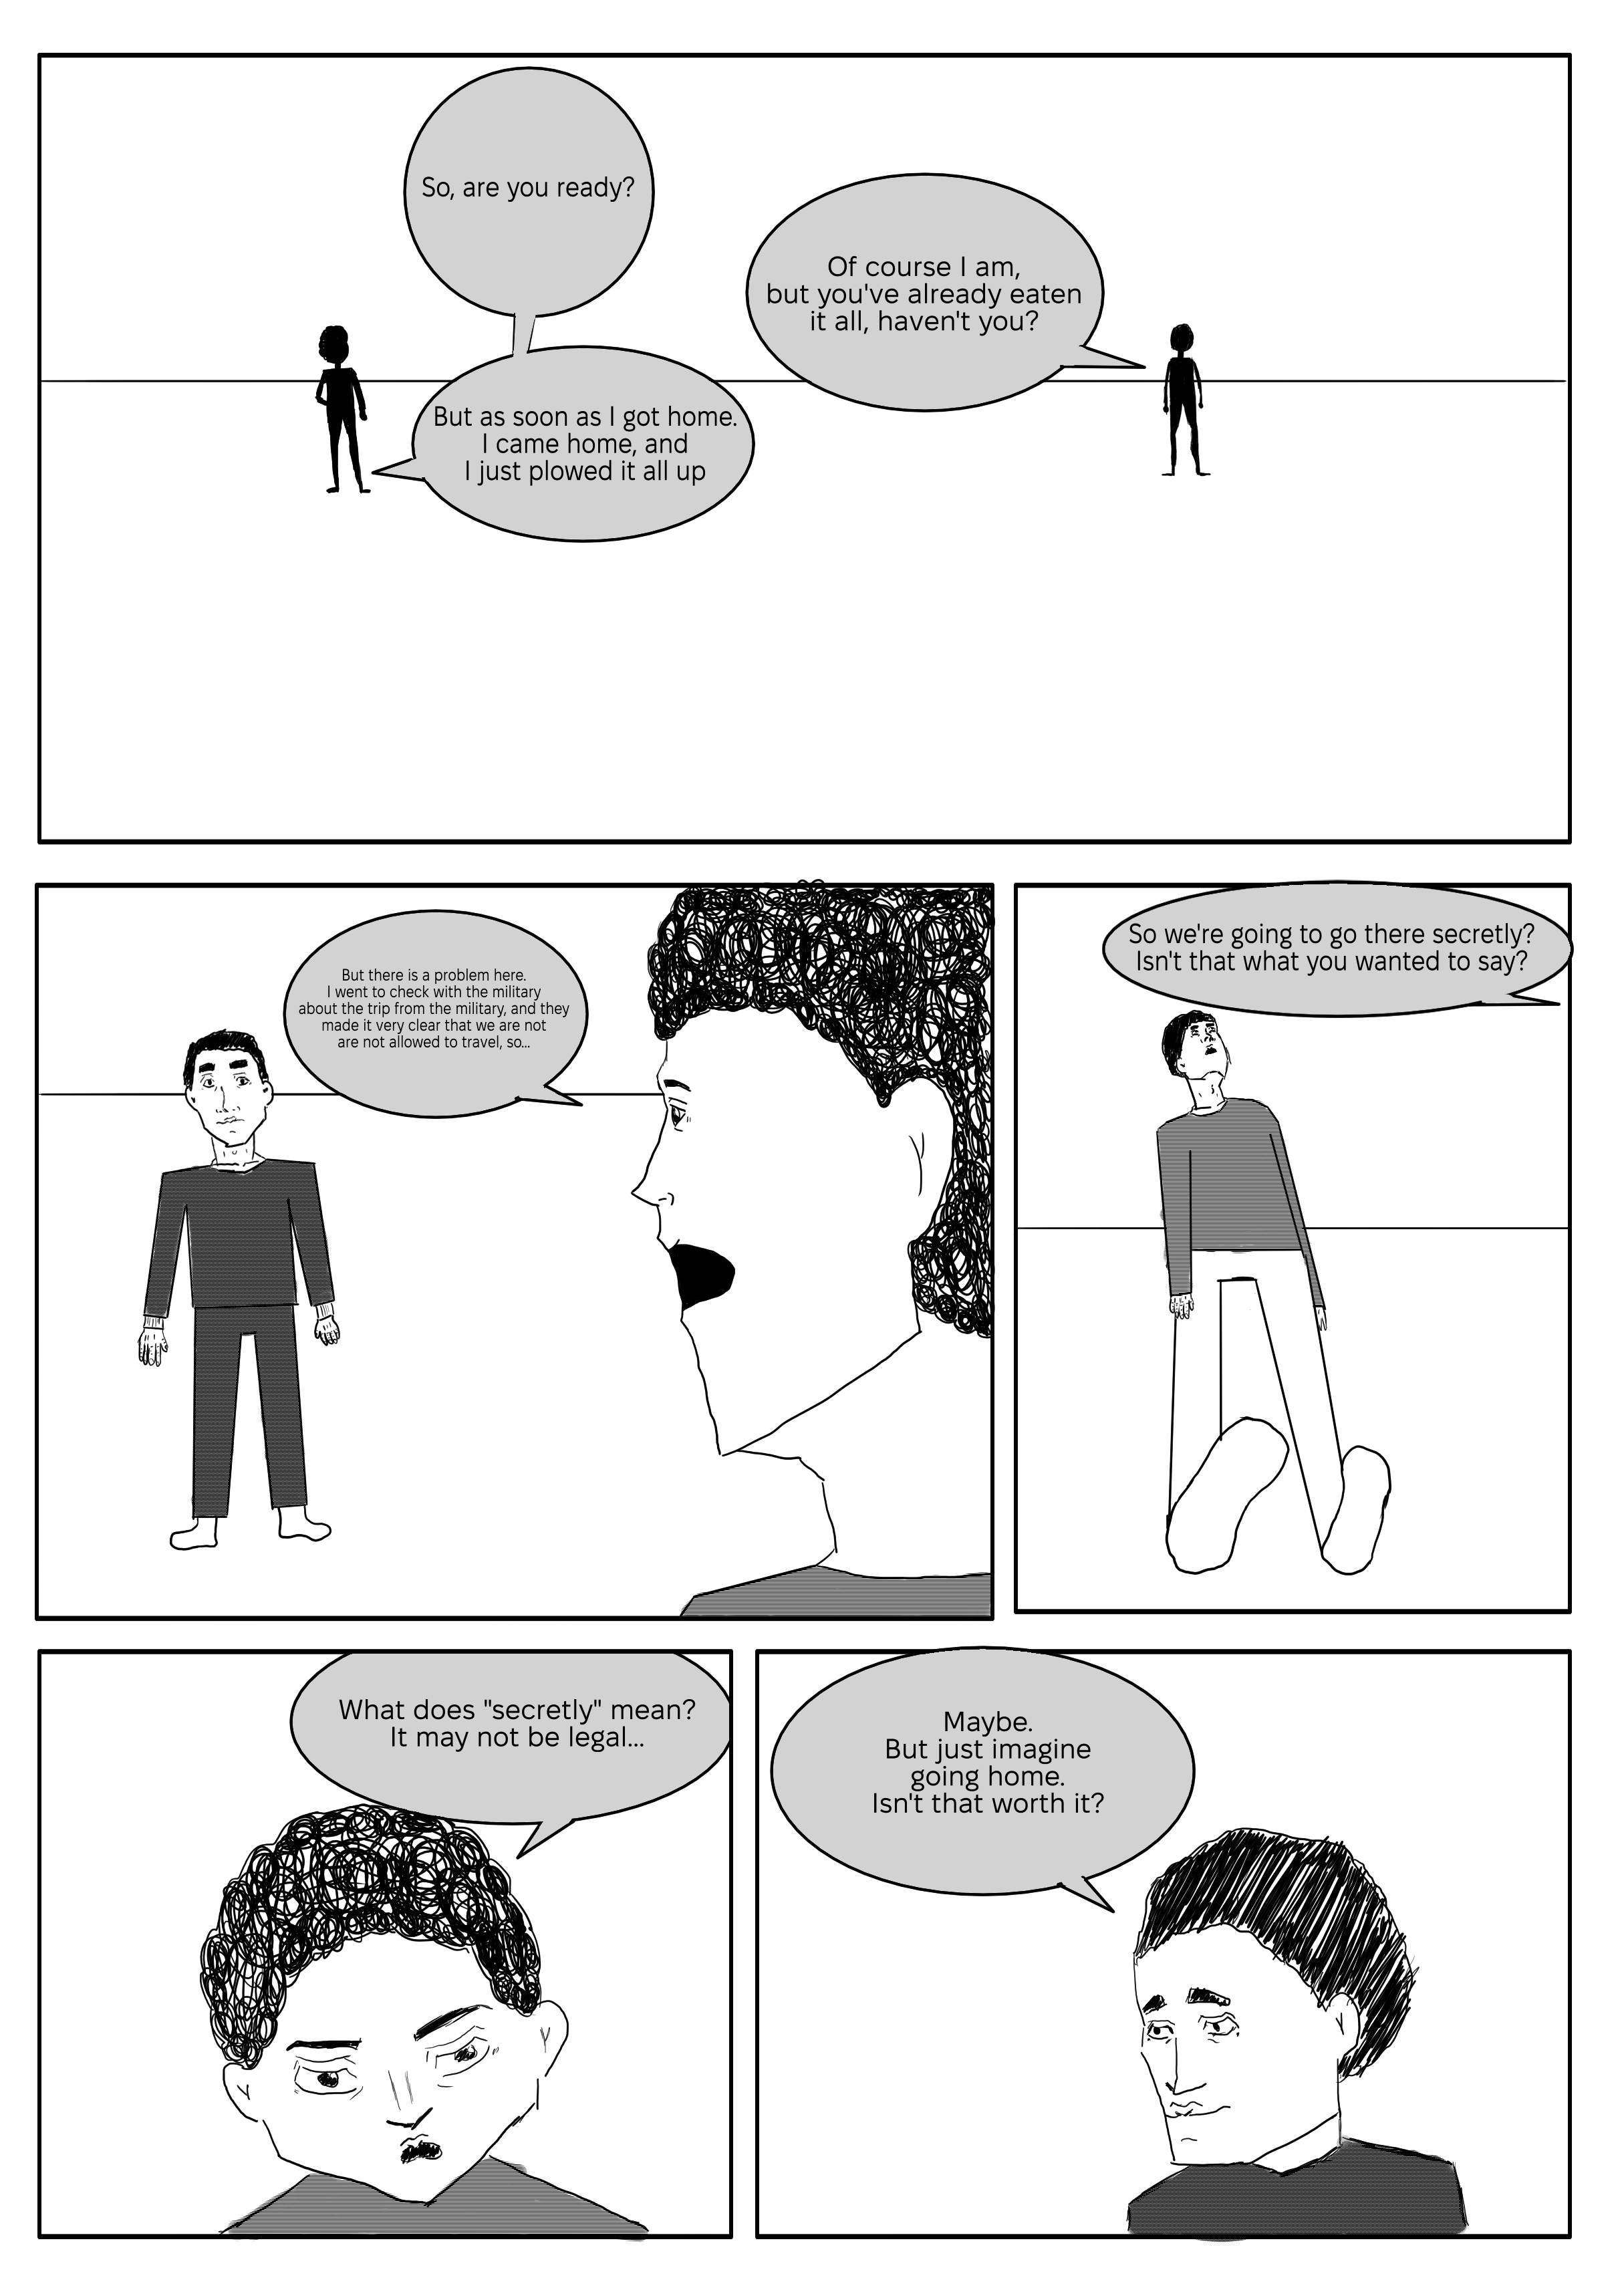 So, are you ready?
Of course I am,
but you've already eaten
it all, haven't you?
But as soon as I got home.
I came home, and
I just plowed it all up
But there is a problem here.
I went to check with the military
about the trip from the military, and they
made it very clear that we are not
are not allowed to travel, so...
So we're going to go there secretly?
Isn't that what you wanted to say?
What does "secretly" mean?
It may not be legal...
Maybe.
But just imagine
going home.
Isn't that worth it?